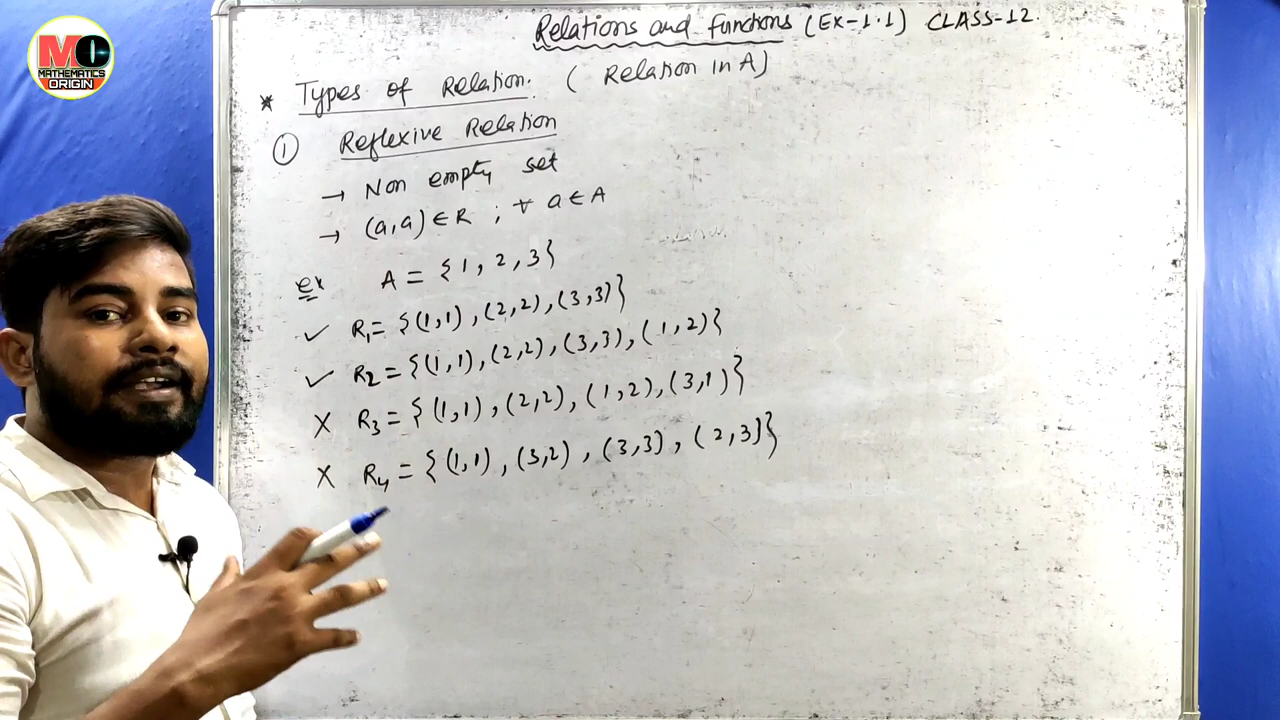 MO
MATHEMATICS
ORIGIN
Relations and functions (EX-1.1) CLASS-12.
* Types of Relation. ( Relation in A)
① Reflexive Relation
→ Non empty set
→ (a,a) ∈ R ; ∀ a ∈ A
ex A = {1, 2, 3}
✓ R₁= {(1,1), (2,2), (3,3)}
✓ R₂ = {(1,1), (2,2), (3,3), (1,2)}
X R₃ = {(1,1), (2,2), (1,2), (3,1)}
X R₄ = {(1,1), (3,2), (3,3), (2,3)}